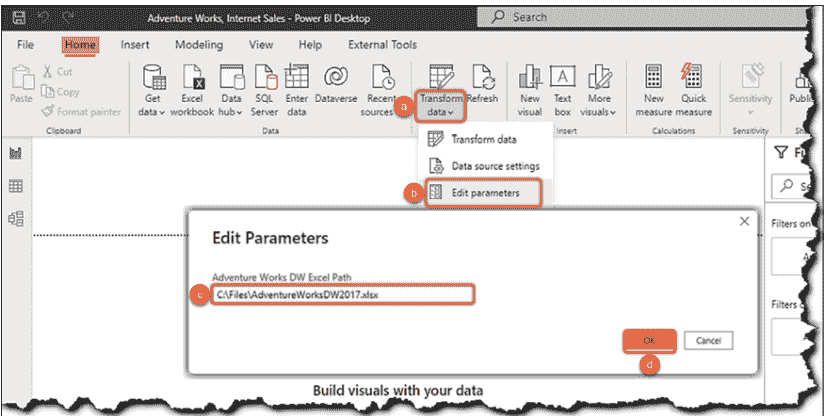 Adventure Works, Internet Sales - Power BI Desktop
Search
File Home Insert Modeling View Help External Tools
Paste
Cut
Copy
Format painter
Clipboard
Get data
Excel workbook
Data hub
SQL Server
Enter data
Dataverse
Recent sources
Data
a
Transform data
Refresh
New visual
Text box
More visuals
Insert
New measure
Quick measure
Calculations
Sensitivity
Sensitivity
Transform data
Data source settings
b
Edit parameters
Filters on
Filters
Edit Parameters
Adventure Works DW Excel Path
c
C:\Files\AdventureWorksDW2017.xlsx
OK
Cancel
d
Build visuals with your data